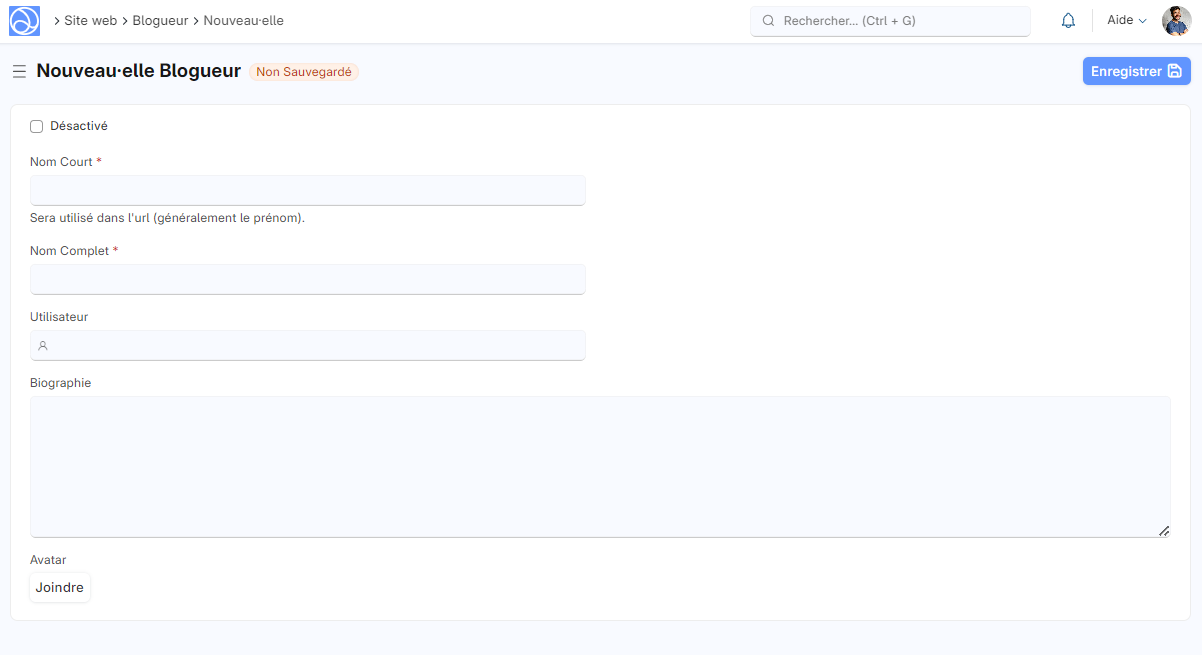 Site web > Blogueur > Nouveau·elle
Rechercher... (Ctrl + G)
Aide
Nouveau·elle Blogueur
Non Sauvegardé
Enregistrer
Désactivé
Nom Court *
Sera utilisé dans l'url (généralement le prénom).
Nom Complet *
Utilisateur
Biographie
Avatar
Joindre